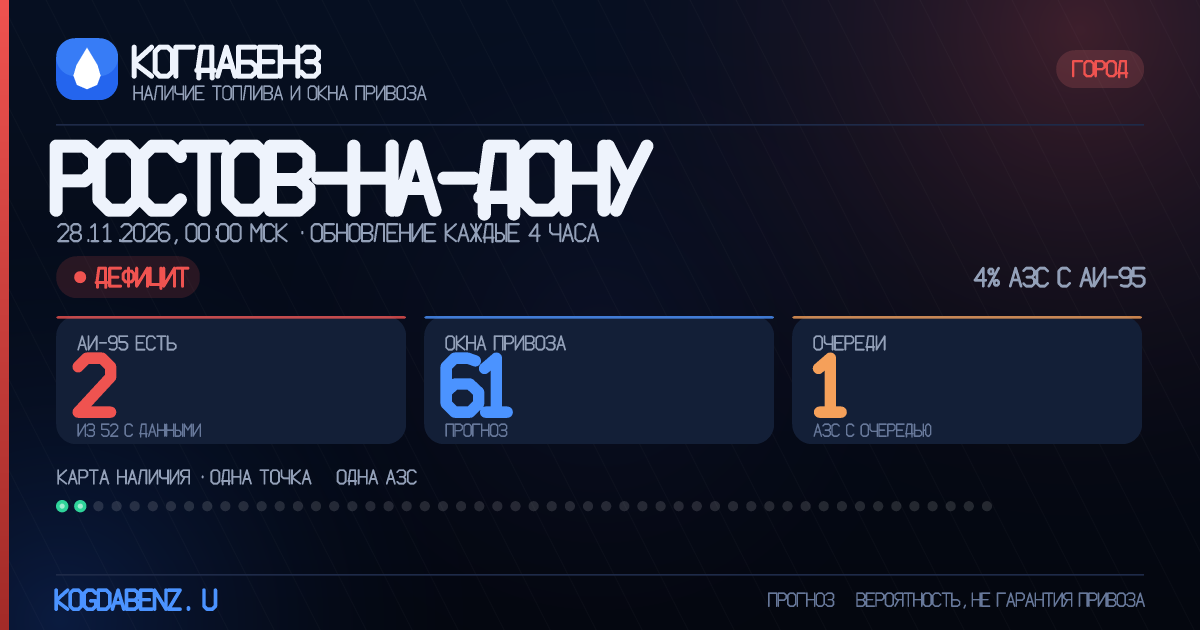 КОГДАБЕНЗ
НАЛИЧИЕ ТОПЛИВА И ОКНА ПРИВОЗА
ГОРОД
РОСТОВ-НА-ДОНУ
28.11.2026, 00:00 МСК · ОБНОВЛЕНИЕ КАЖДЫЕ 4 ЧАСА
ДЕФИЦИТ
4% АЗС С АИ-95
АИ-95 ЕСТЬ
2
ИЗ 52 С ДАННЫМИ
ОКНА ПРИВОЗА
61
ПРОГНОЗ
ОЧЕРЕДИ
1
АЗС С ОЧЕРЕДЬЮ
КАРТА НАЛИЧИЯ · ОДНА ТОЧКА ОДНА АЗС
KOGDABENZ. U
ПРОГНОЗ ВЕРОЯТНОСТЬ, НЕ ГАРАНТИЯ ПРИВОЗА